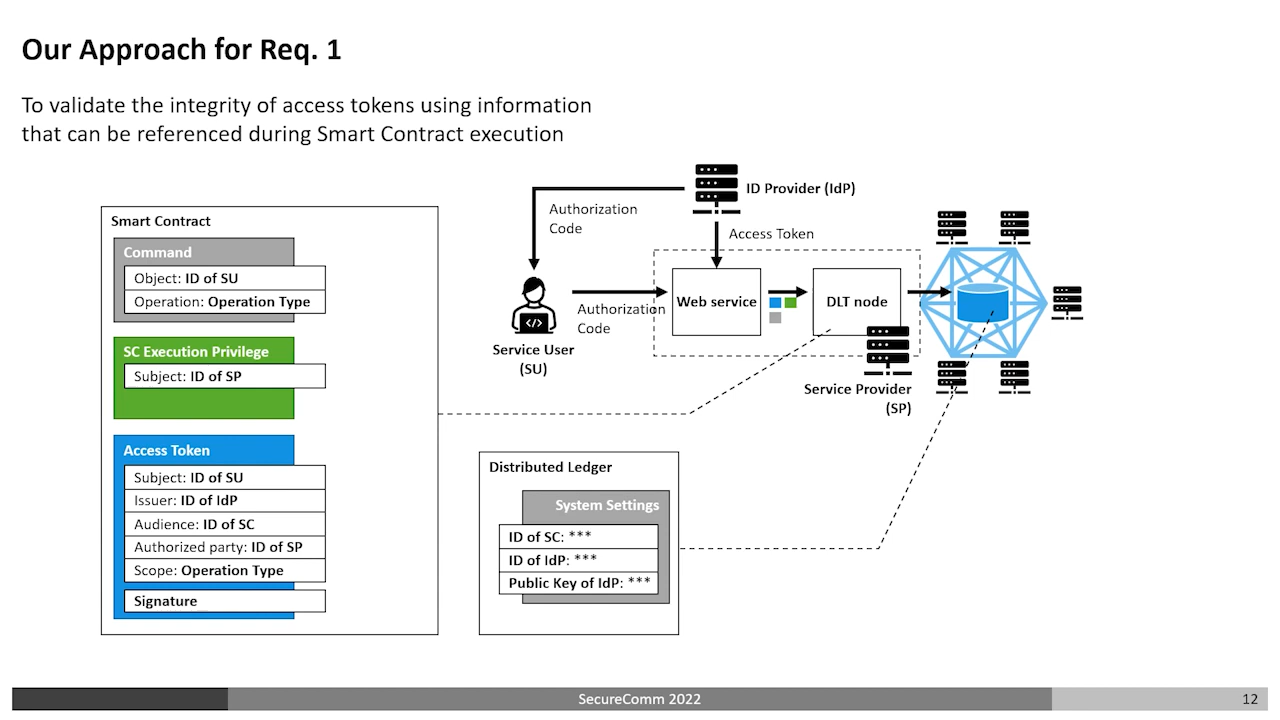 Our Approach for Req. 1
To validate the integrity of access tokens using information
that can be referenced during Smart Contract execution
Smart Contract
Command
Object: ID of SU
Operation: Operation Type
SC Execution Privilege
Subject: ID of SP
Access Token
Subject: ID of SU
Issuer: ID of IdP
Audience: ID of SC
Authorized party: ID of SP
Scope: Operation Type
Signature
ID Provider (IdP)
Authorization
Code
Access Token
Authorization
Code
Web service
DLT node
Service User
(SU)
Service Provider
(SP)
Distributed Ledger
System Settings
ID of SC: ***
ID of IdP: ***
Public Key of IdP: ***
SecureComm 2022
12